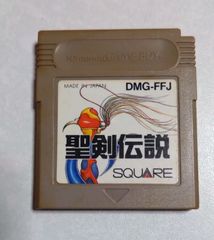 Nintendo GAME BOY
MADE IN JAPAN DMG-FFJ
聖剣伝説
SQUARE